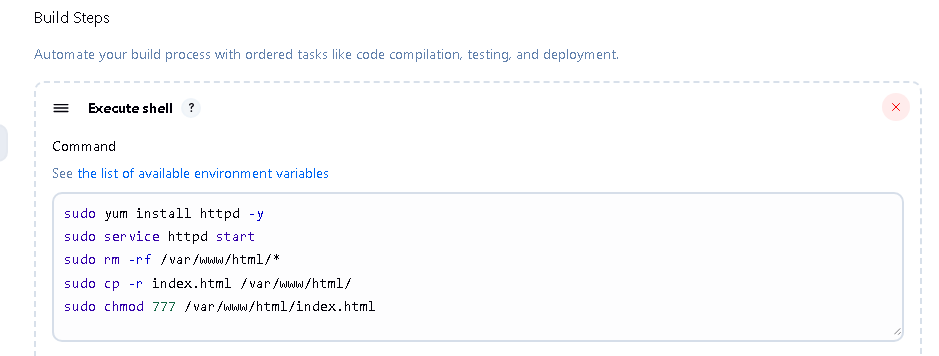 Build Steps
Automate your build process with ordered tasks like code compilation, testing, and deployment.
Execute shell ?
Command
See the list of available environment variables
sudo yum install httpd -y
sudo service httpd start
sudo rm -rf /var/www/html/*
sudo cp -r index.html /var/www/html/
sudo chmod 777 /var/www/html/index.html